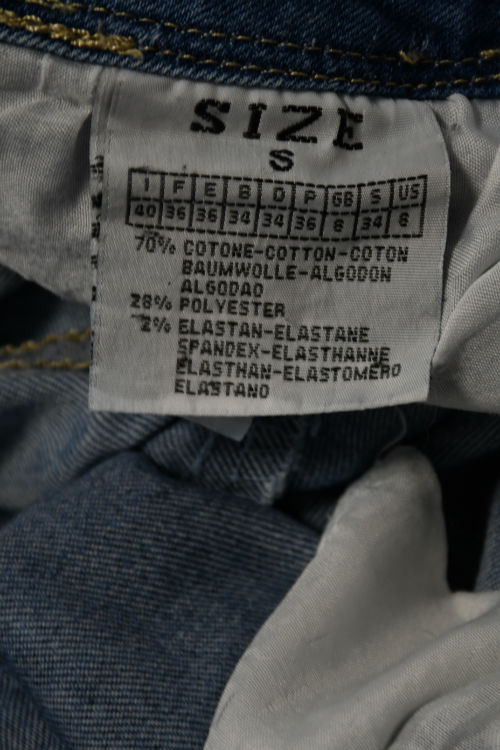 SIZE
S
I F E B D P GB S US
40 36 36 34 34 36 8 34 6
70% COTONE-COTTON-COTON
BAUMWOLLE-ALGODON
ALGODAO
28% POLYESTER
2% ELASTAN-ELASTANE
SPANDEX-ELASTHANNE
ELASTHAN-ELASTOMERO
ELASTANO